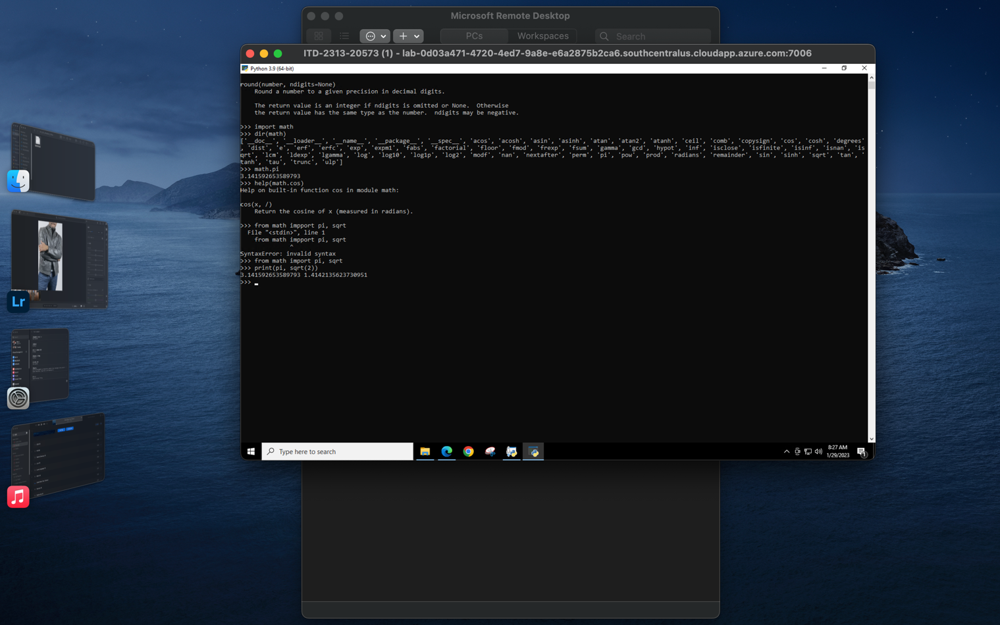 Microsoft Remote Desktop
PCs
Workspaces
Search
ITD-2313-20573 (1) - lab-0d03a471-4720-4ed7-9a8e-e6a2875b2ca6.southcentralus.cloudapp.azure.com:7006
Python 3.9 (64-bit)
round(number, ndigits=None)
Round a number to a given precision in decimal digits.
The return value is an integer if ndigits is omitted or None.  Otherwise
the return value has the same type as the number.  ndigits may be negative.
>>> import math
>>> dir(math)
['__doc__', '__loader__', '__name__', '__package__', '__spec__', 'acos', 'acosh', 'asin', 'asinh', 'atan', 'atan2', 'atanh', 'ceil', 'comb', 'copysign', 'cos', 'cosh', 'degrees'
, 'dist', 'e', 'erf', 'erfc', 'exp', 'expm1', 'fabs', 'factorial', 'floor', 'fmod', 'frexp', 'fsum', 'gamma', 'gcd', 'hypot', 'inf', 'isclose', 'isfinite', 'isinf', 'isnan', 'is
qrt', 'lcm', 'ldexp', 'lgamma', 'log', 'log10', 'log1p', 'log2', 'modf', 'nan', 'nextafter', 'perm', 'pi', 'pow', 'prod', 'radians', 'remainder', 'sin', 'sinh', 'sqrt', 'tan', '
tanh', 'tau', 'trunc', 'ulp']
>>> math.pi
3.141592653589793
>>> help(math.cos)
Help on built-in function cos in module math:
cos(x, /)
Return the cosine of x (measured in radians).
>>> from math impport pi, sqrt
File "<stdin>", line 1
from math impport pi, sqrt
^
SyntaxError: invalid syntax
>>> from math import pi, sqrt
>>> print(pi, sqrt(2))
3.141592653589793 1.4142135623730951
>>>
Type here to search
8:27 AM
1/29/2023
1
Lr